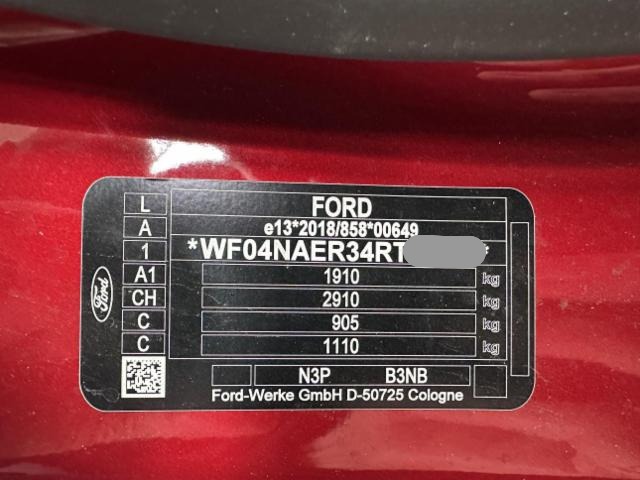 L FORD
A e13*2018/858*00649
1 *WF04NAER34RT
A1 1910 kg
CH 2910 kg
C 905 kg
C 1110 kg
Ford
N3P B3NB
Ford-Werke GmbH D-50725 Cologne